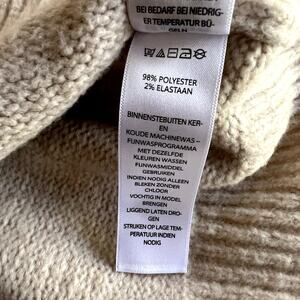 BEI BEDARF BEI NIEDRIG-
ER TEMPERATUR BÜ-
GELN
98% POLYESTER
2% ELASTAAN
BINNENSTEBUITEN KER-
EN
KOUDE MACHINEWAS –
FIJNWASPROGRAMMA
MET DEZELFDE
KLEUREN WASSEN
FIJNWASMIDDEL
GEBRUIKEN
INDIEN NODIG ALLEEN
BLEKEN ZONDER
CHLOOR
VOCHTIG IN MODEL
BRENGEN
LIGGEND LATEN DRO-
GEN
STRIJKEN OP LAGE TEM-
PERATUUR INDIEN
NODIG